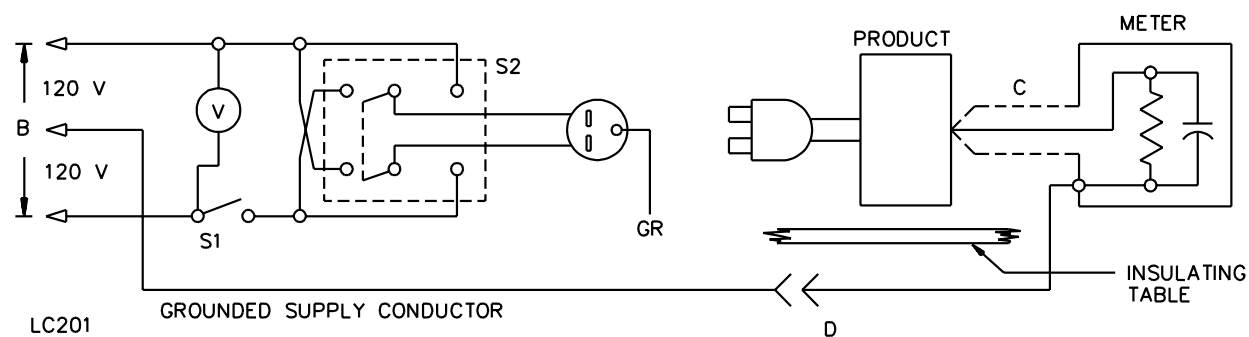 METER
PRODUCT
S2
120 V
C
V
B
120 V
S1
GR
INSULATING
TABLE
GROUNDED SUPPLY CONDUCTOR
LC201
D